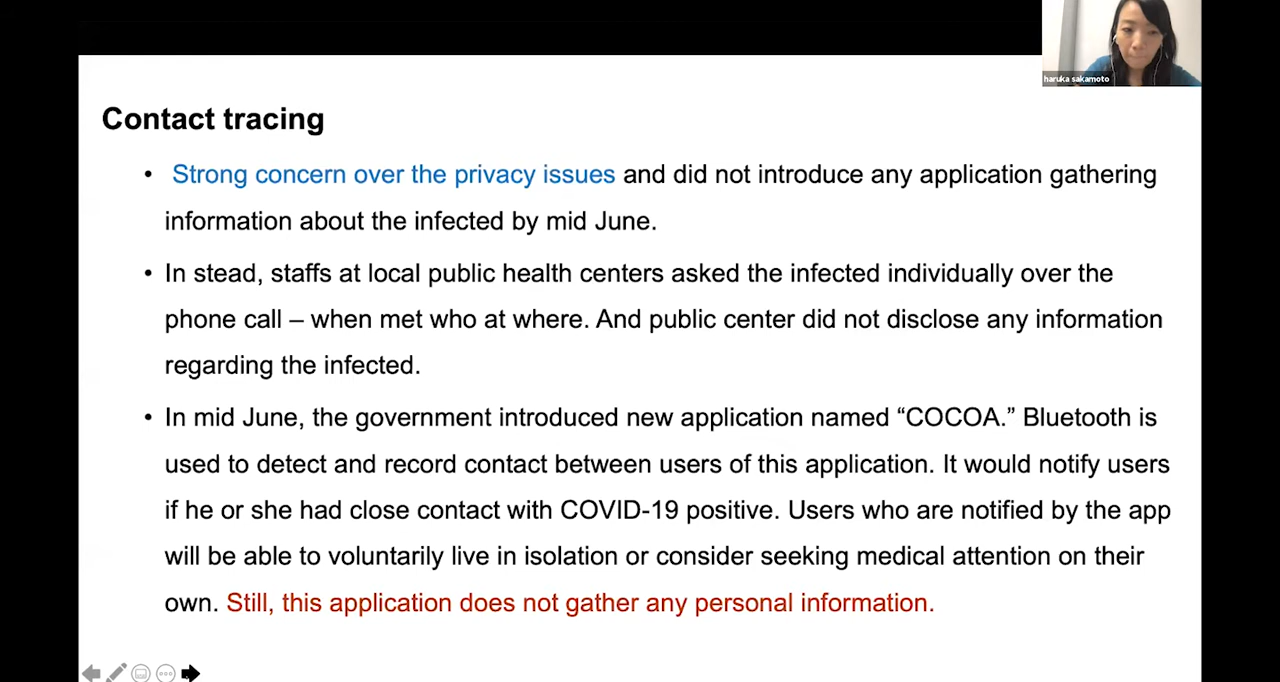 haruka sakamoto
Contact tracing
• Strong concern over the privacy issues and did not introduce any application gathering
information about the infected by mid June.
• In stead, staffs at local public health centers asked the infected individually over the
phone call – when met who at where. And public center did not disclose any information
regarding the infected.
• In mid June, the government introduced new application named “COCOA.” Bluetooth is
used to detect and record contact between users of this application. It would notify users
if he or she had close contact with COVID-19 positive. Users who are notified by the app
will be able to voluntarily live in isolation or consider seeking medical attention on their
own. Still, this application does not gather any personal information.